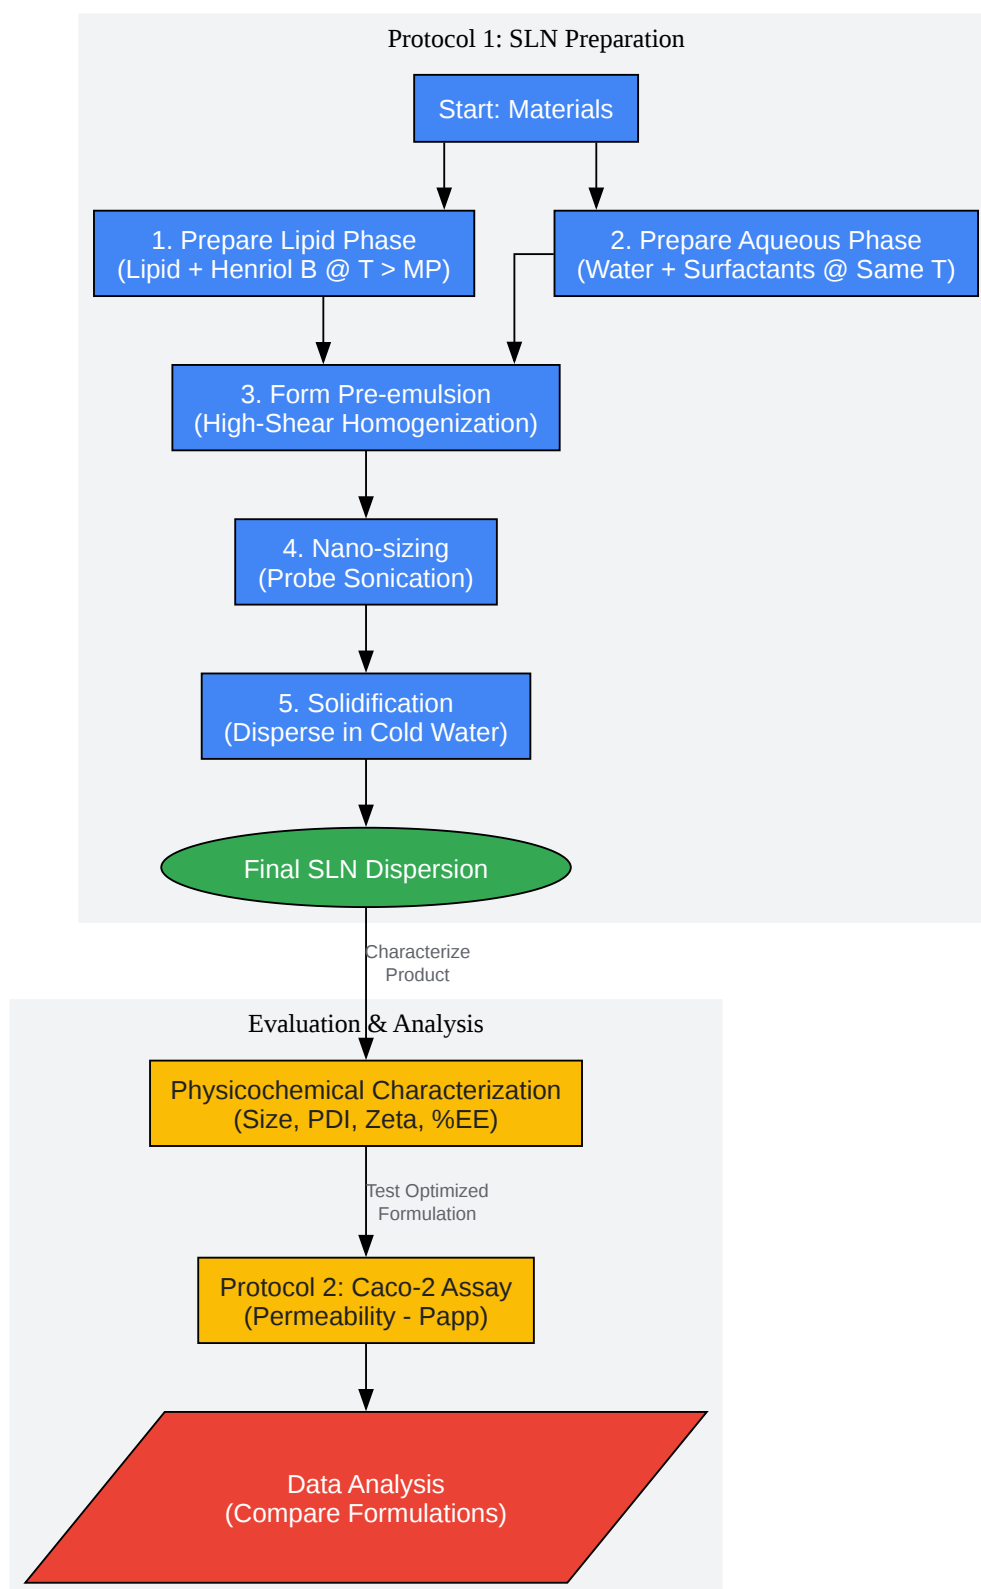 Protocol 1: SLN Preparation
Start: Materials
1. Prepare Lipid Phase
(Lipid + Henriol B @ T > MP)
2. Prepare Aqueous Phase
(Water + Surfactants @ Same T)
3. Form Pre-emulsion
(High-Shear Homogenization)
4. Nano-sizing
(Probe Sonication)
5. Solidification
(Disperse in Cold Water)
Final SLN Dispersion
Characterize
Product
Evaluation & Analysis
Physicochemical Characterization
(Size, PDI, Zeta, %EE)
Test Optimized
Formulation
Protocol 2: Caco-2 Assay
(Permeability - Papp)
Data Analysis
(Compare Formulations)